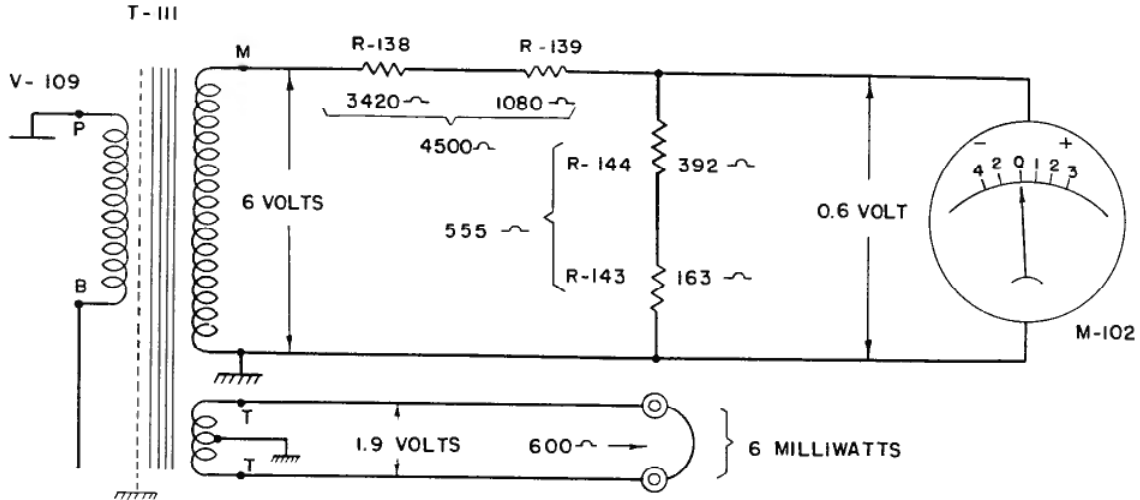 T-111
V-109
P
B
M
R-138
R-139
3420
1080
4500
6 VOLTS
R-144
392
555
R-143
163
0.6 VOLT
- +
4 2 0 1 2 3
M-102
T
T
1.9 VOLTS
600
6 MILLIWATTS